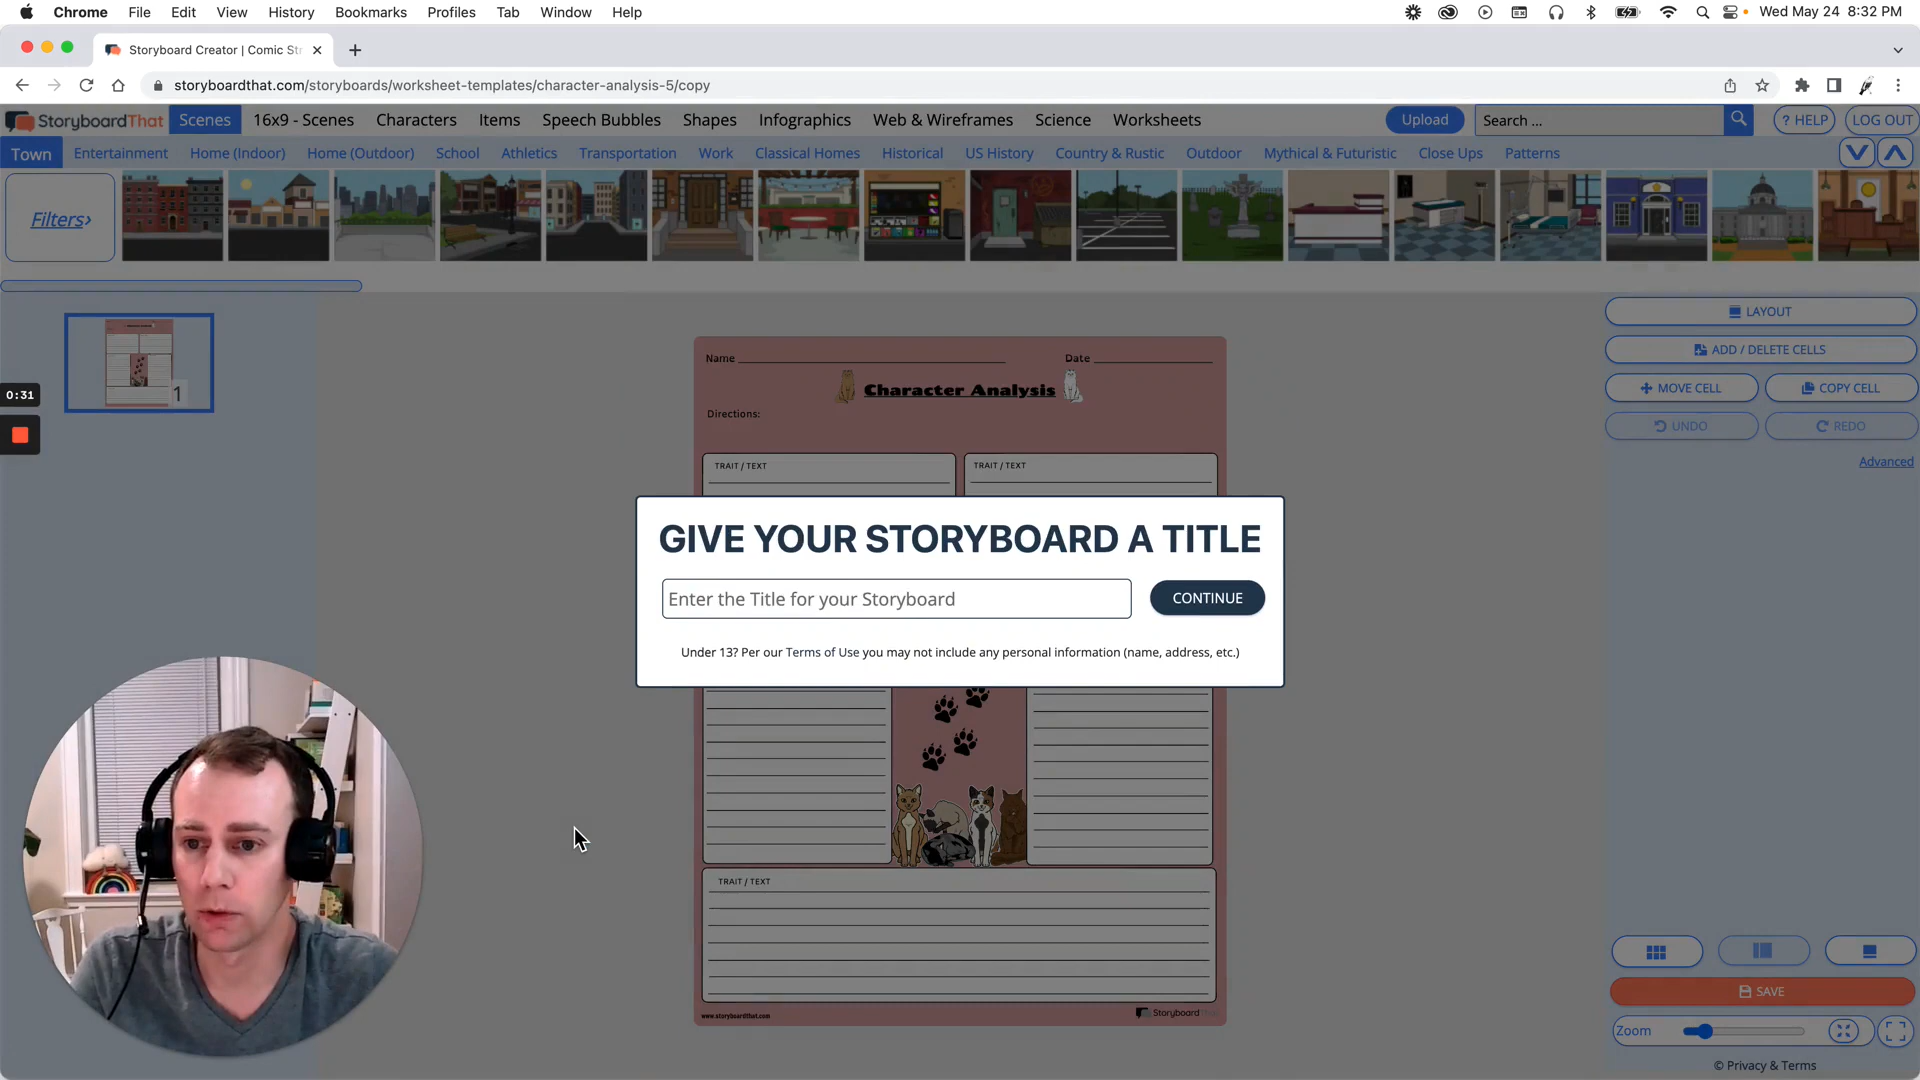 Chrome File Edit View History Bookmarks Profiles Tab Window Help Wed May 24 8:32 PM
Storyboard Creator | Comic Str
storyboardthat.com/storyboards/worksheet-templates/character-analysis-5/copy
StoryboardThat Scenes 16x9 - Scenes Characters Items Speech Bubbles Shapes Infographics Web & Wireframes Science Worksheets Upload Search ... ? HELP LOG OUT
Town Entertainment Home (Indoor) Home (Outdoor) School Athletics Transportation Work Classical Homes Historical US History Country & Rustic Outdoor Mythical & Futuristic Close Ups Patterns
Filters›
LAYOUT
1
ADD / DELETE CELLS
Name Date
Character Analysis
MOVE CELL COPY CELL
0:31
Directions:
UNDO REDO
Advanced
TRAIT / TEXT TRAIT / TEXT
GIVE YOUR STORYBOARD A TITLE
Enter the Title for your Storyboard CONTINUE
Under 13? Per our Terms of Use you may not include any personal information (name, address, etc.)
TRAIT / TEXT
SAVE
www.storyboardthat.com StoryboardThat
Zoom
© Privacy & Terms